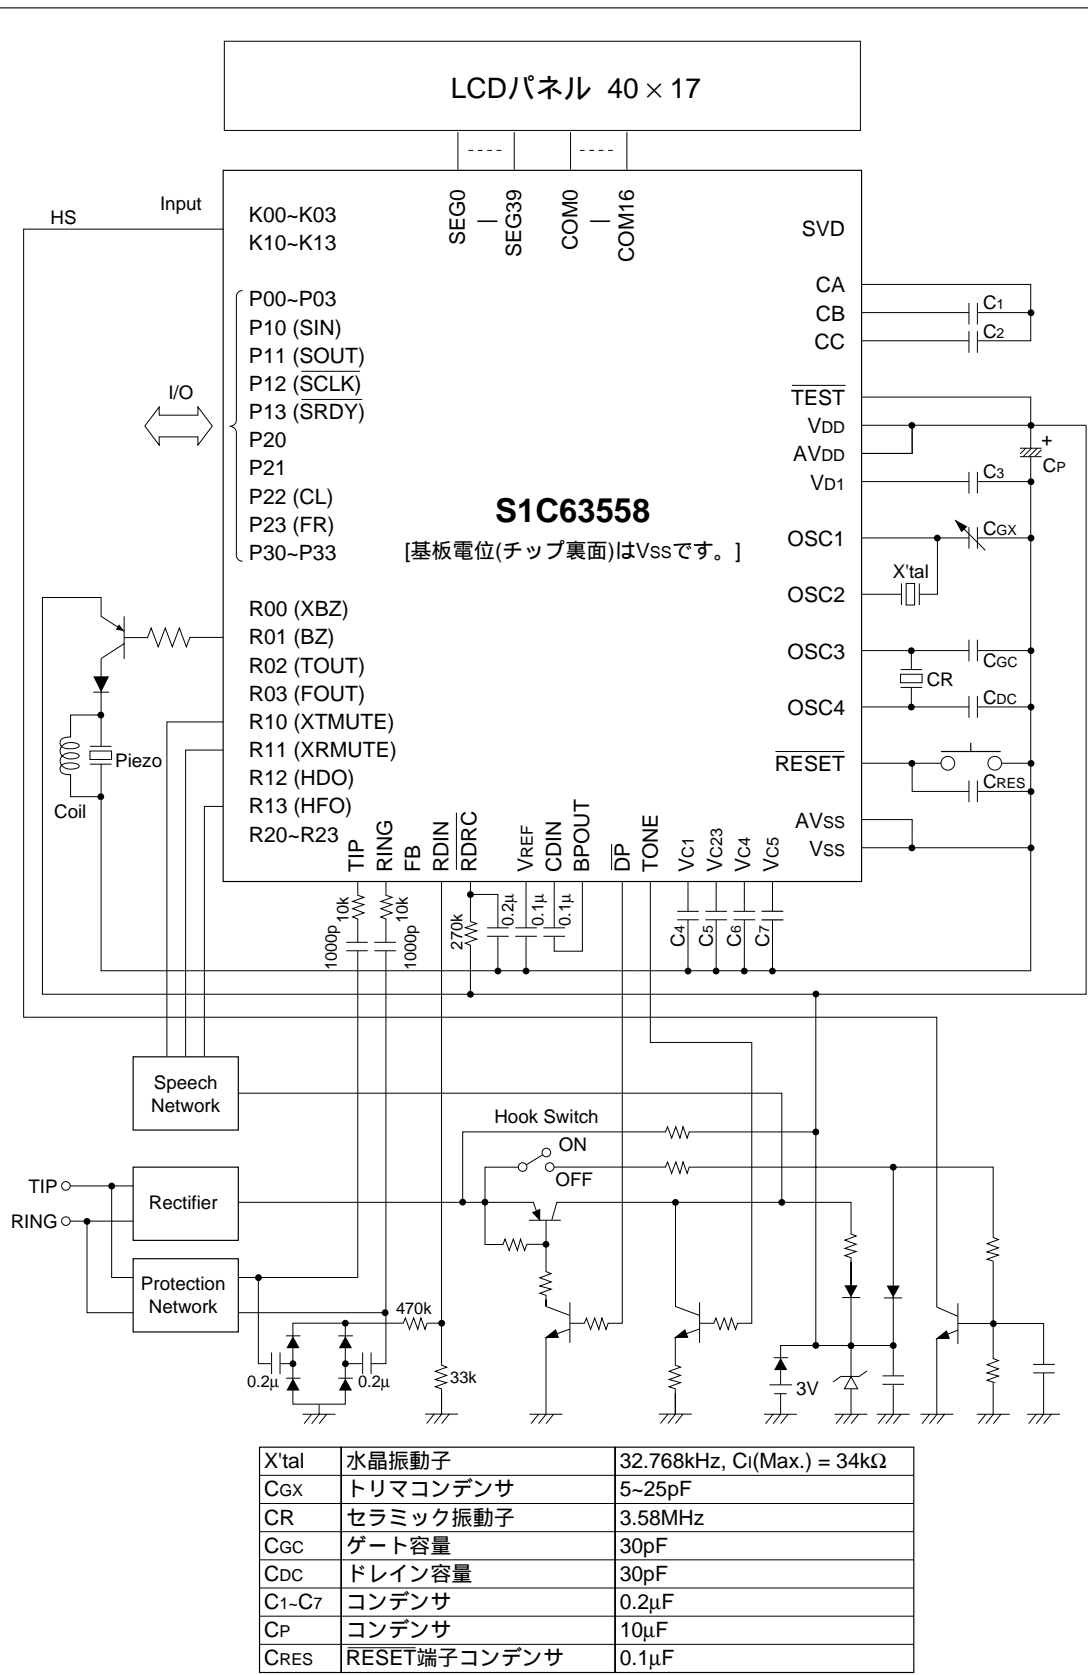 LCDパネル 40 × 17
HS
Input
K00~K03
K10~K13
SEG0
SEG39
COM0
COM16
SVD
CA
CB
CC
C1
C2
P00~P03
P10 (SIN)
P11 (SOUT)
P12 (SCLK)
P13 (SRDY)
P20
P21
P22 (CL)
P23 (FR)
P30~P33
I/O
TEST
VDD
AVDD
VD1
+
CP
C3
S1C63558
[基板電位(チップ裏面)はVSSです。]
OSC1
CGX
X'tal
OSC2
OSC3
CGC
CR
OSC4
CDC
RESET
CRES
AVSS
VSS
R00 (XBZ)
R01 (BZ)
R02 (TOUT)
R03 (FOUT)
R10 (XTMUTE)
R11 (XRMUTE)
R12 (HDO)
R13 (HFO)
R20~R23
Piezo
Coil
TIP
RING
FB
RDIN
RDRC
VREF
CDIN
BPOUT
DP
TONE
VC1
VC23
VC4
VC5
10k
10k
1000p
1000p
270k
0.2μ
0.1μ
0.1μ
C4
C5
C6
C7
Speech
Network
Hook Switch
ON
OFF
TIP
RING
Rectifier
Protection
Network
470k
0.2μ
0.2μ
33k
3V
X'tal 水晶振動子 32.768kHz, CI(Max.) = 34kΩ
CGX トリマコンデンサ 5~25pF
CR セラミック振動子 3.58MHz
CGC ゲート容量 30pF
CDC ドレイン容量 30pF
C1~C7 コンデンサ 0.2μF
CP コンデンサ 10μF
CRES RESET端子コンデンサ 0.1μF